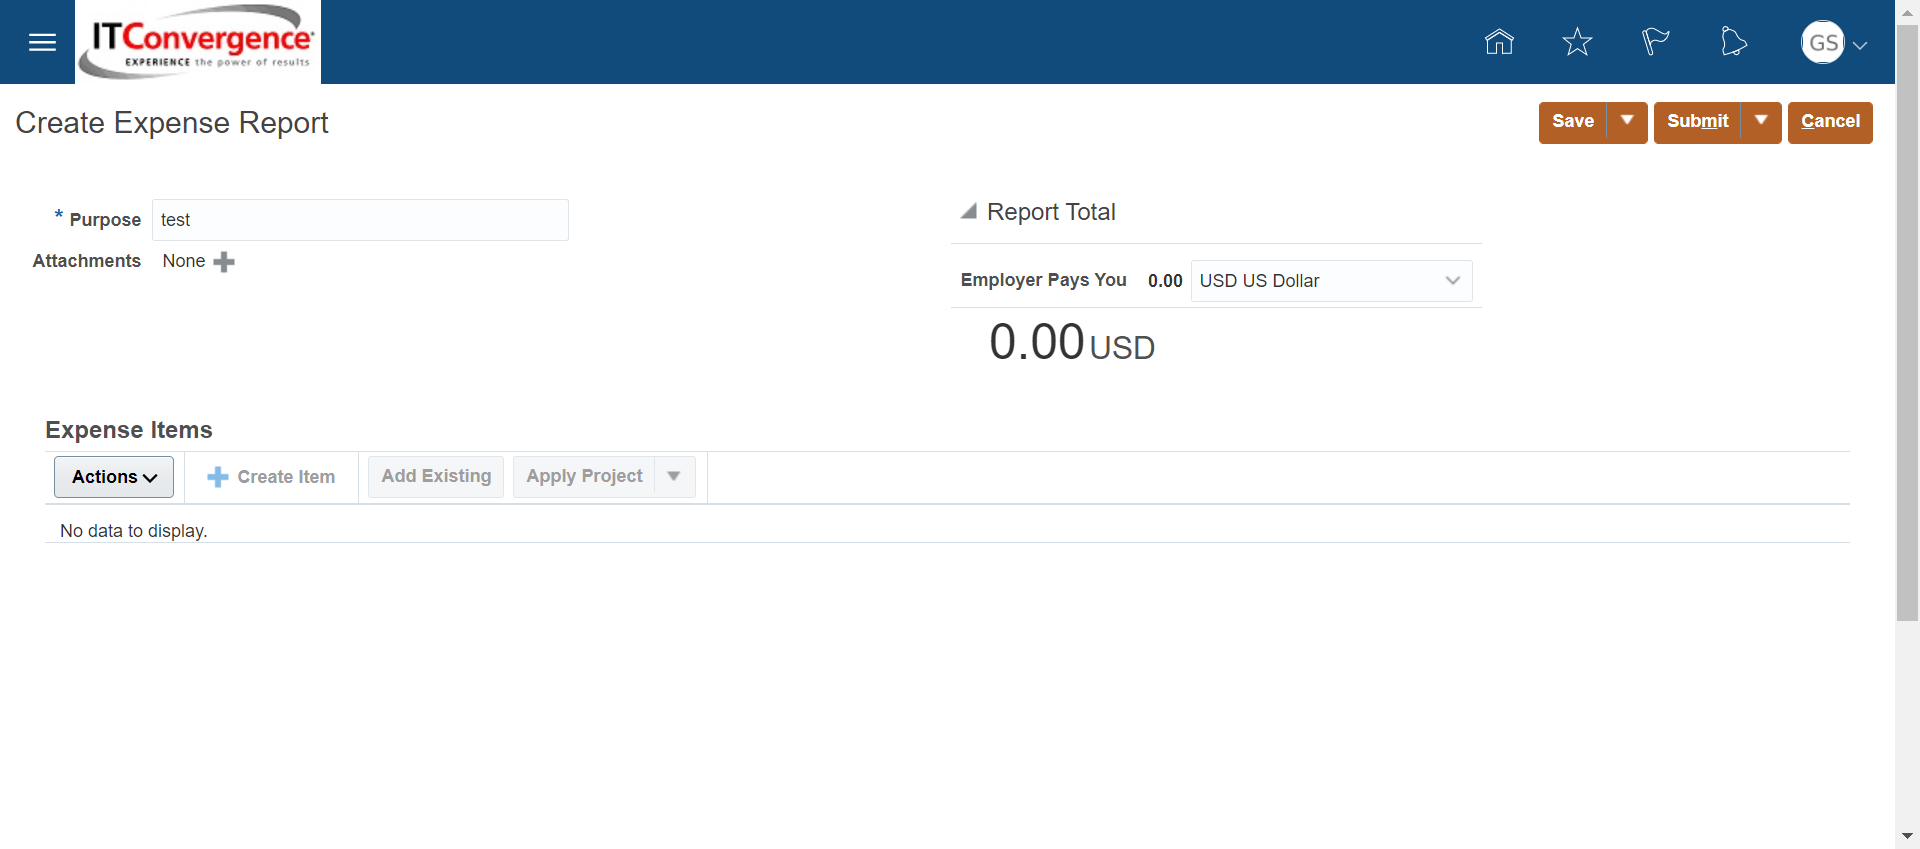 ITConvergence
EXPERIENCE the power of results
GS
Create Expense Report
Save
Submit
Cancel
* Purpose test
Attachments None
Report Total
Employer Pays You 0.00 USD US Dollar
0.00 USD
Expense Items
Actions
Create Item
Add Existing
Apply Project
No data to display.